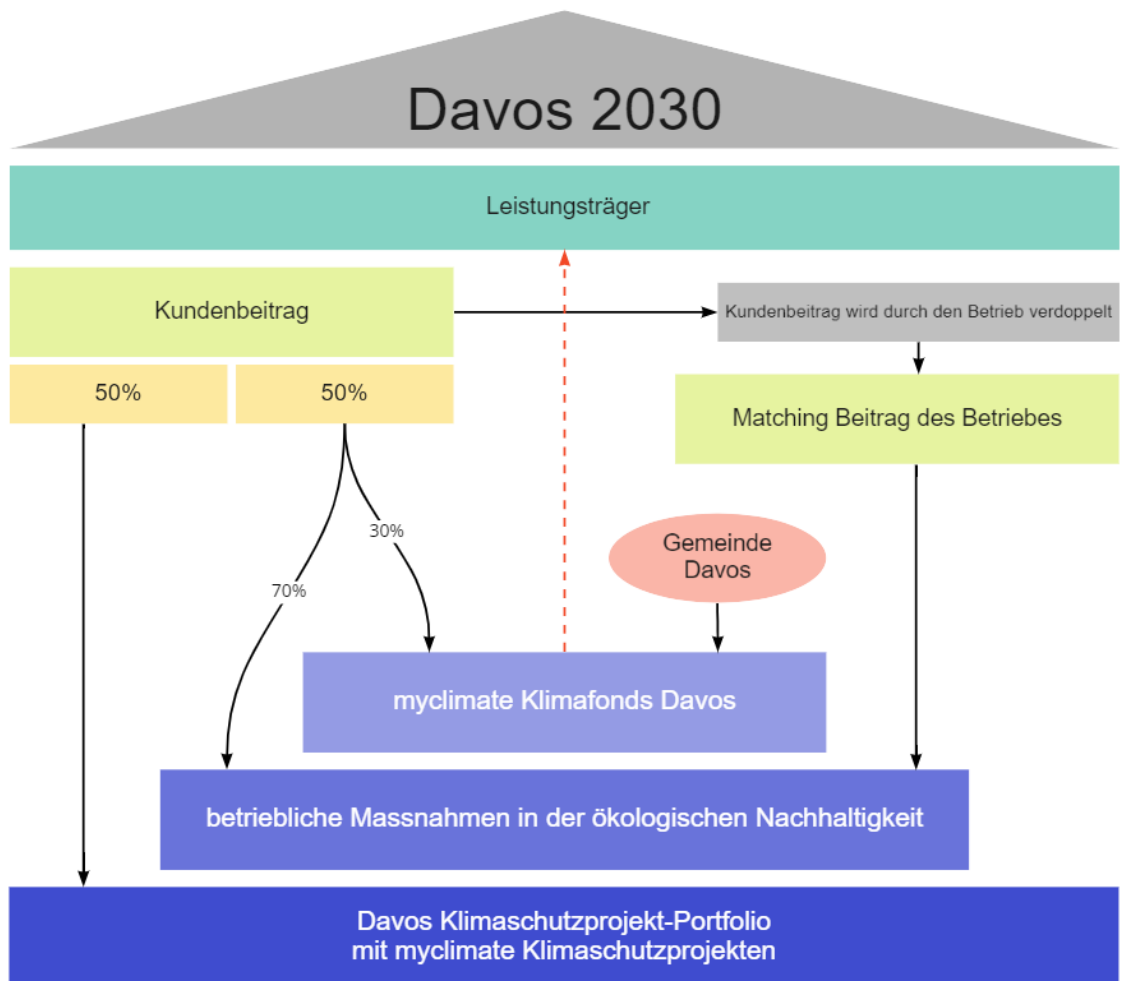 Davos 2030
Leistungsträger
Kundenbeitrag
Kundenbeitrag wird durch den Betrieb verdoppelt
50%
50%
Matching Beitrag des Betriebes
30%
70%
Gemeinde
Davos
myclimate Klimafonds Davos
betriebliche Massnahmen in der ökologischen Nachhaltigkeit
Davos Klimaschutzprojekt-Portfolio
mit myclimate Klimaschutzprojekten